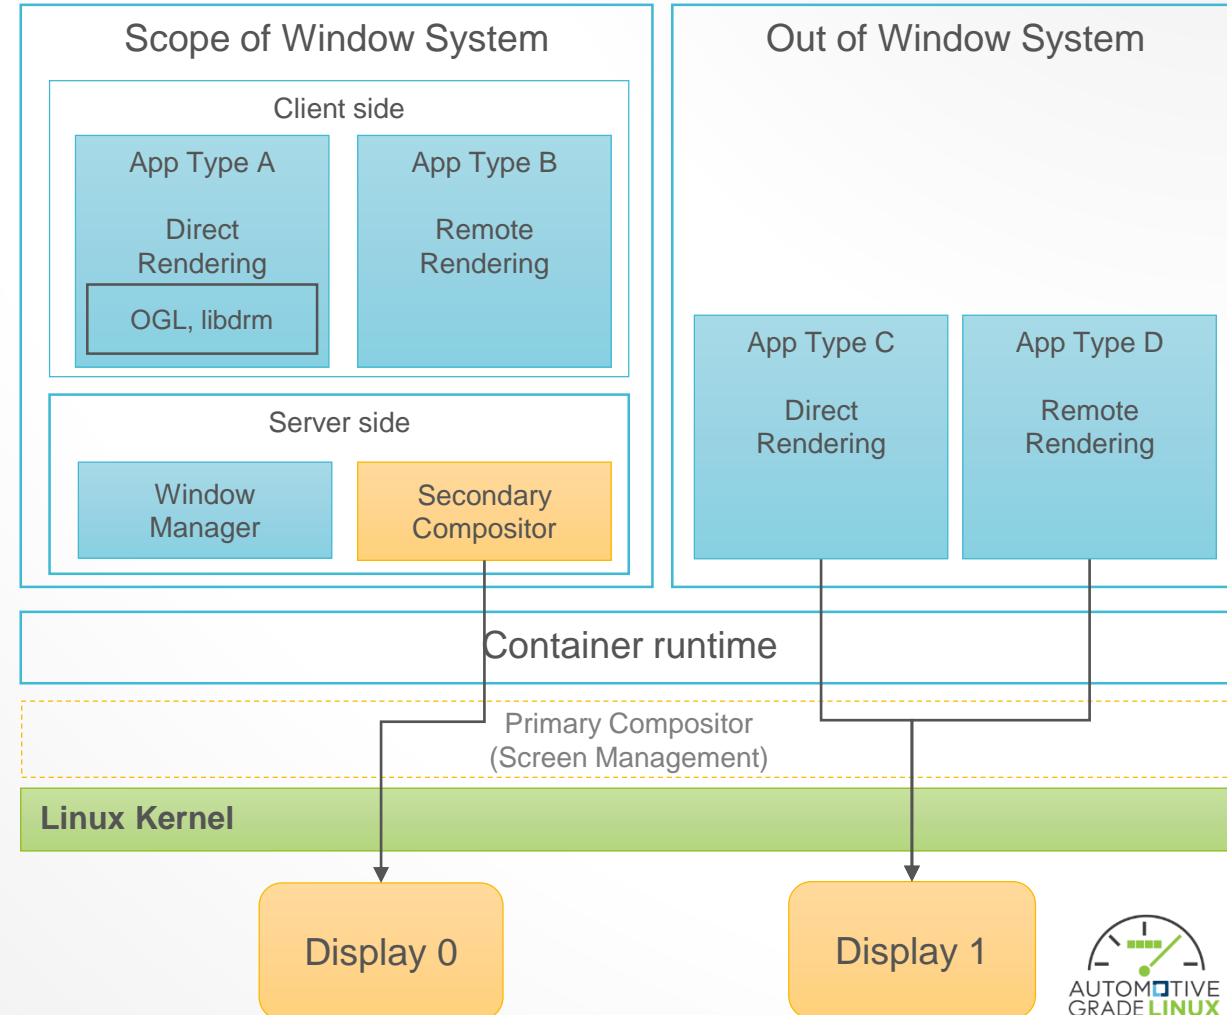 Scope of Window System
Out of Window System
Client side
App Type A
Direct
Rendering
OGL, libdrm
App Type B
Remote
Rendering
App Type C
Direct
Rendering
App Type D
Remote
Rendering
Server side
Window
Manager
Secondary
Compositor
Container runtime
Primary Compositor
(Screen Management)
Linux Kernel
Display 0
Display 1
AUTOMOTIVE
GRADE LINUX